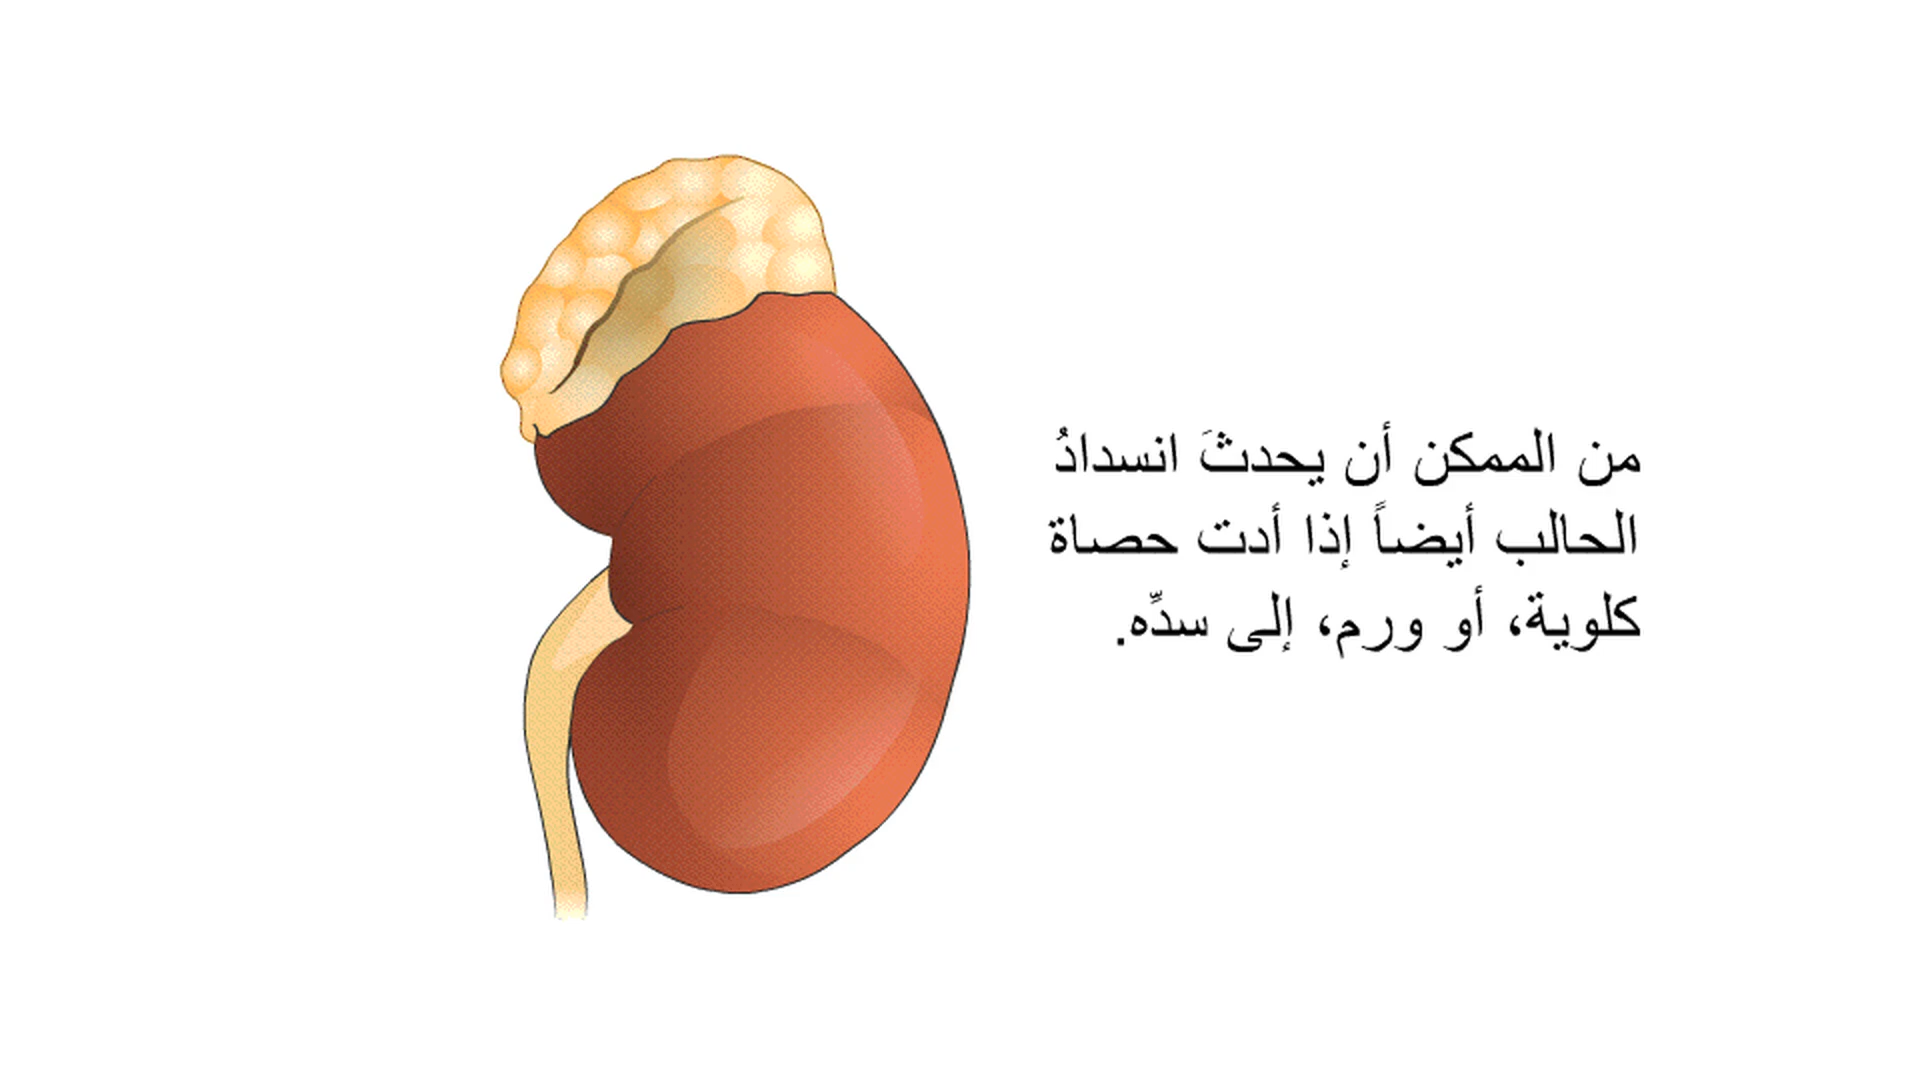 من الممكن أن يحدثَ انسدادُ
الحالب أيضاً إذا أدت حصاة
كلوية، أو ورم، إلى سدِّه.